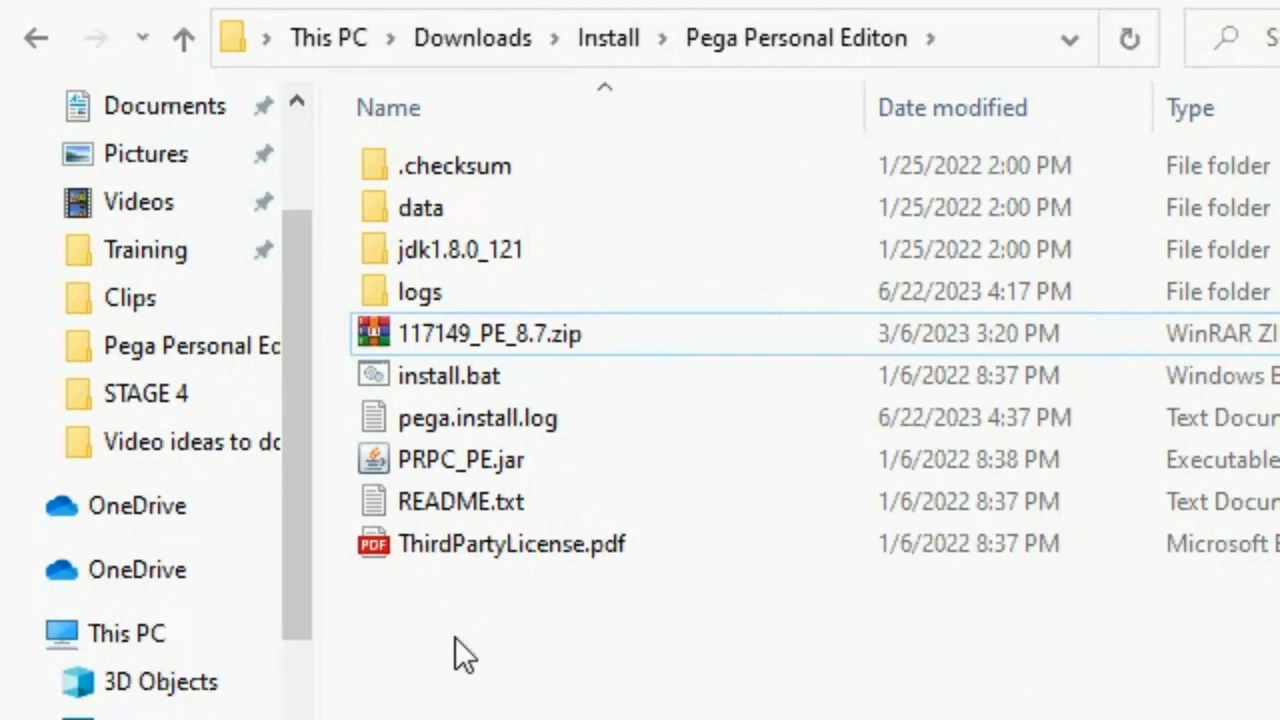 This PC > Downloads > Install > Pega Personal Editon >
S
Documents
Pictures
Videos
Training
Clips
Pega Personal Ec
STAGE 4
Video ideas to dc
OneDrive
OneDrive
This PC
3D Objects
Name Date modified Type
.checksum 1/25/2022 2:00 PM File folder
data 1/25/2022 2:00 PM File folder
jdk1.8.0_121 1/25/2022 2:00 PM File folder
logs 6/22/2023 4:17 PM File folder
117149_PE_8.7.zip 3/6/2023 3:20 PM WinRAR ZI
install.bat 1/6/2022 8:37 PM Windows B
pega.install.log 6/22/2023 4:37 PM Text Docur
PRPC_PE.jar 1/6/2022 8:38 PM Executable
README.txt 1/6/2022 8:37 PM Text Docur
PDF ThirdPartyLicense.pdf 1/6/2022 8:37 PM Microsoft E